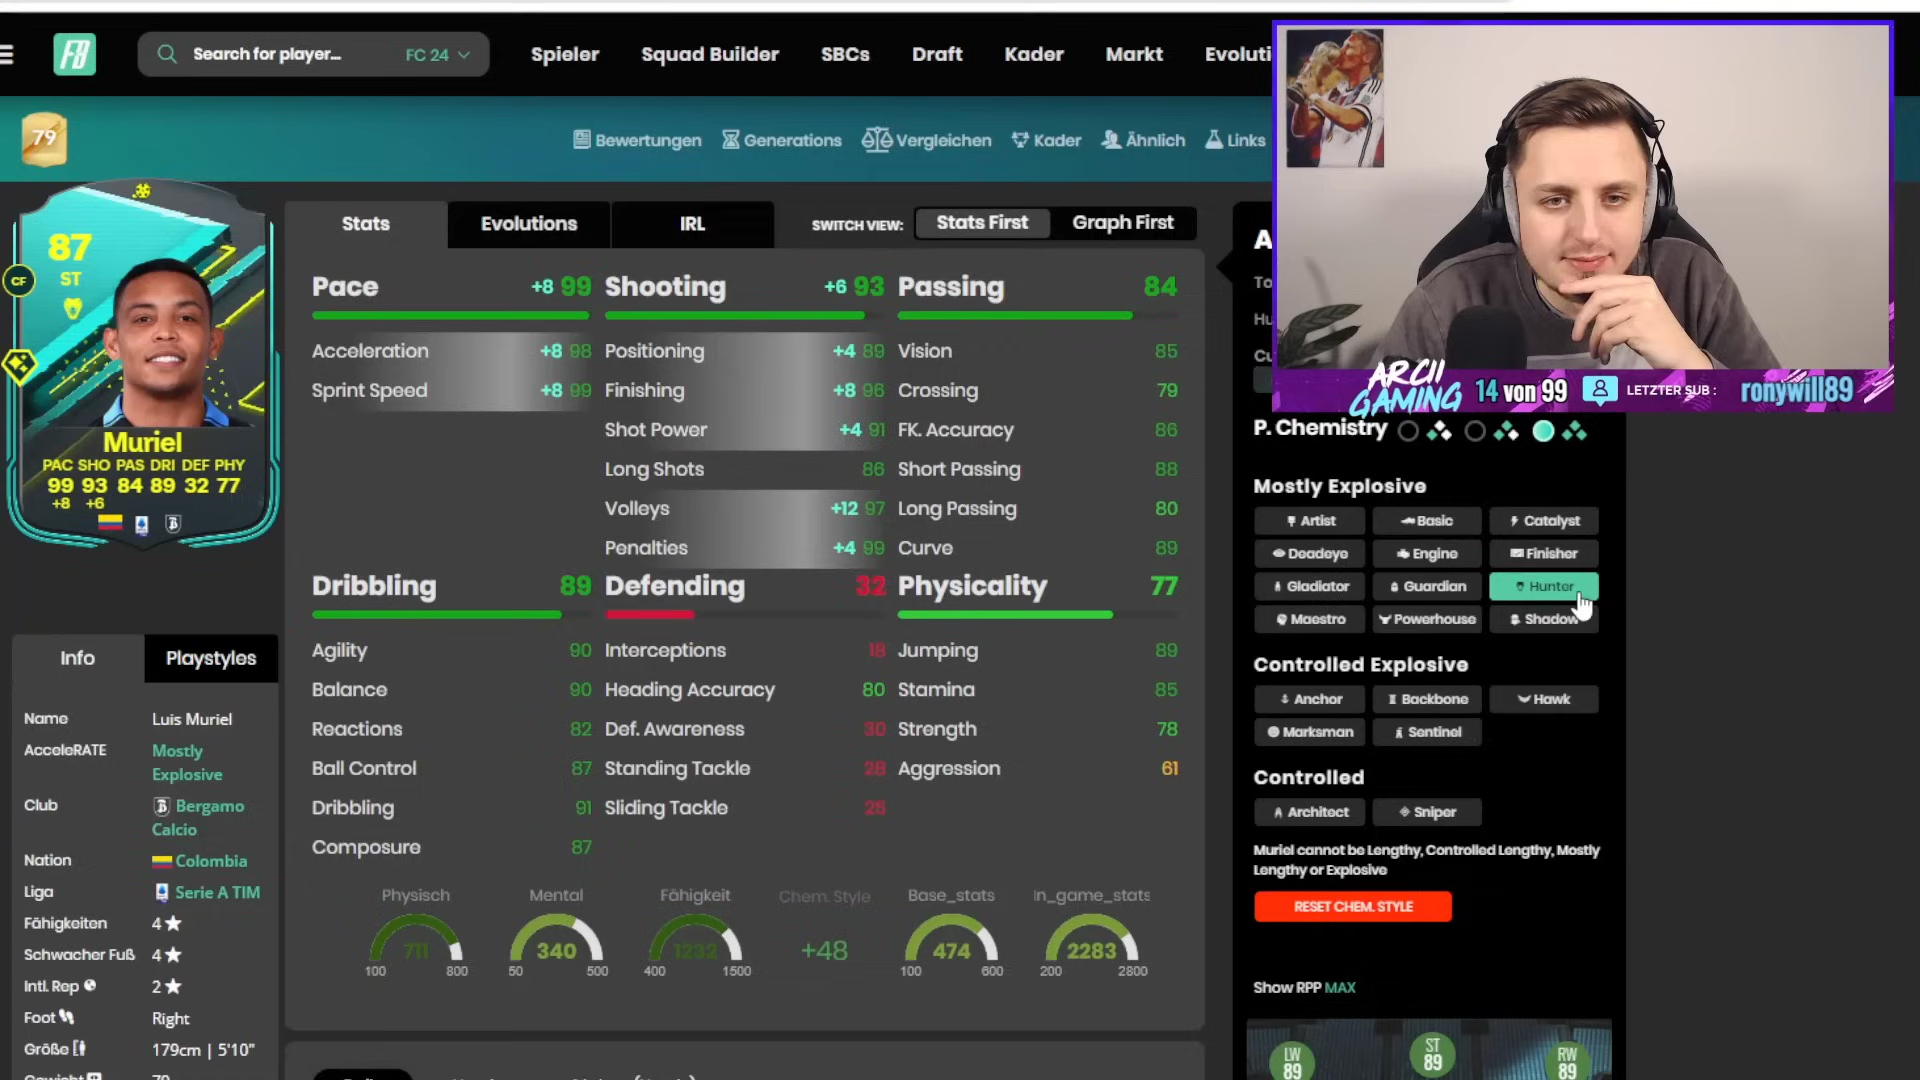 Search for player...
FC 24
Spieler
Squad Builder
SBCs
Draft
Kader
Markt
Evoluti
79
Bewertungen
Generations
Vergleichen
Kader
Ähnlich
Links
87
ST
CF
Muriel
PAC SHO PAS DRI DEF PHY
99 93 84 89 32 77
+8 +6
Stats
Evolutions
IRL
SWITCH VIEW:
Stats First
Graph First
Pace +8 99
Acceleration +8 98
Sprint Speed +8 99
Shooting +6 93
Positioning +4 89
Finishing +8 96
Shot Power +4 91
Long Shots 86
Volleys +12 97
Penalties +4 99
Passing 84
Vision 85
Crossing 79
FK. Accuracy 86
Short Passing 88
Long Passing 80
Curve 89
Dribbling 89
Agility 90
Balance 90
Reactions 82
Ball Control 87
Dribbling 91
Composure 87
Defending 32
Interceptions 18
Heading Accuracy 80
Def. Awareness 30
Standing Tackle 28
Sliding Tackle 25
Physicality 77
Jumping 89
Stamina 85
Strength 78
Aggression 61
Physisch
711
100 800
Mental
340
50 500
Fähigkeit
1232
400 1500
Chem. Style
+48
Base_stats
474
100 600
In_game_stats
2283
200 2800
Info
Playstyles
Name Luis Muriel
AcceleRATE Mostly
Explosive
Club Bergamo
Calcio
Nation Colombia
Liga Serie A TIM
Fähigkeiten 4
Schwacher Fuß 4
Intl. Rep 2
Foot Right
Größe 179cm | 5'10"
A
To
Hu
Cu
ARCII
GAMING
14 von 99
LETZTER SUB :
ronywill89
P. Chemistry
Mostly Explosive
Artist
Basic
Catalyst
Deadeye
Engine
Finisher
Gladiator
Guardian
Hunter
Maestro
Powerhouse
Shadow
Controlled Explosive
Anchor
Backbone
Hawk
Marksman
Sentinel
Controlled
Architect
Sniper
Muriel cannot be Lengthy, Controlled Lengthy, Mostly
Lengthy or Explosive
RESET CHEM. STYLE
Show RPP MAX
LW
89
ST
89
RW
89